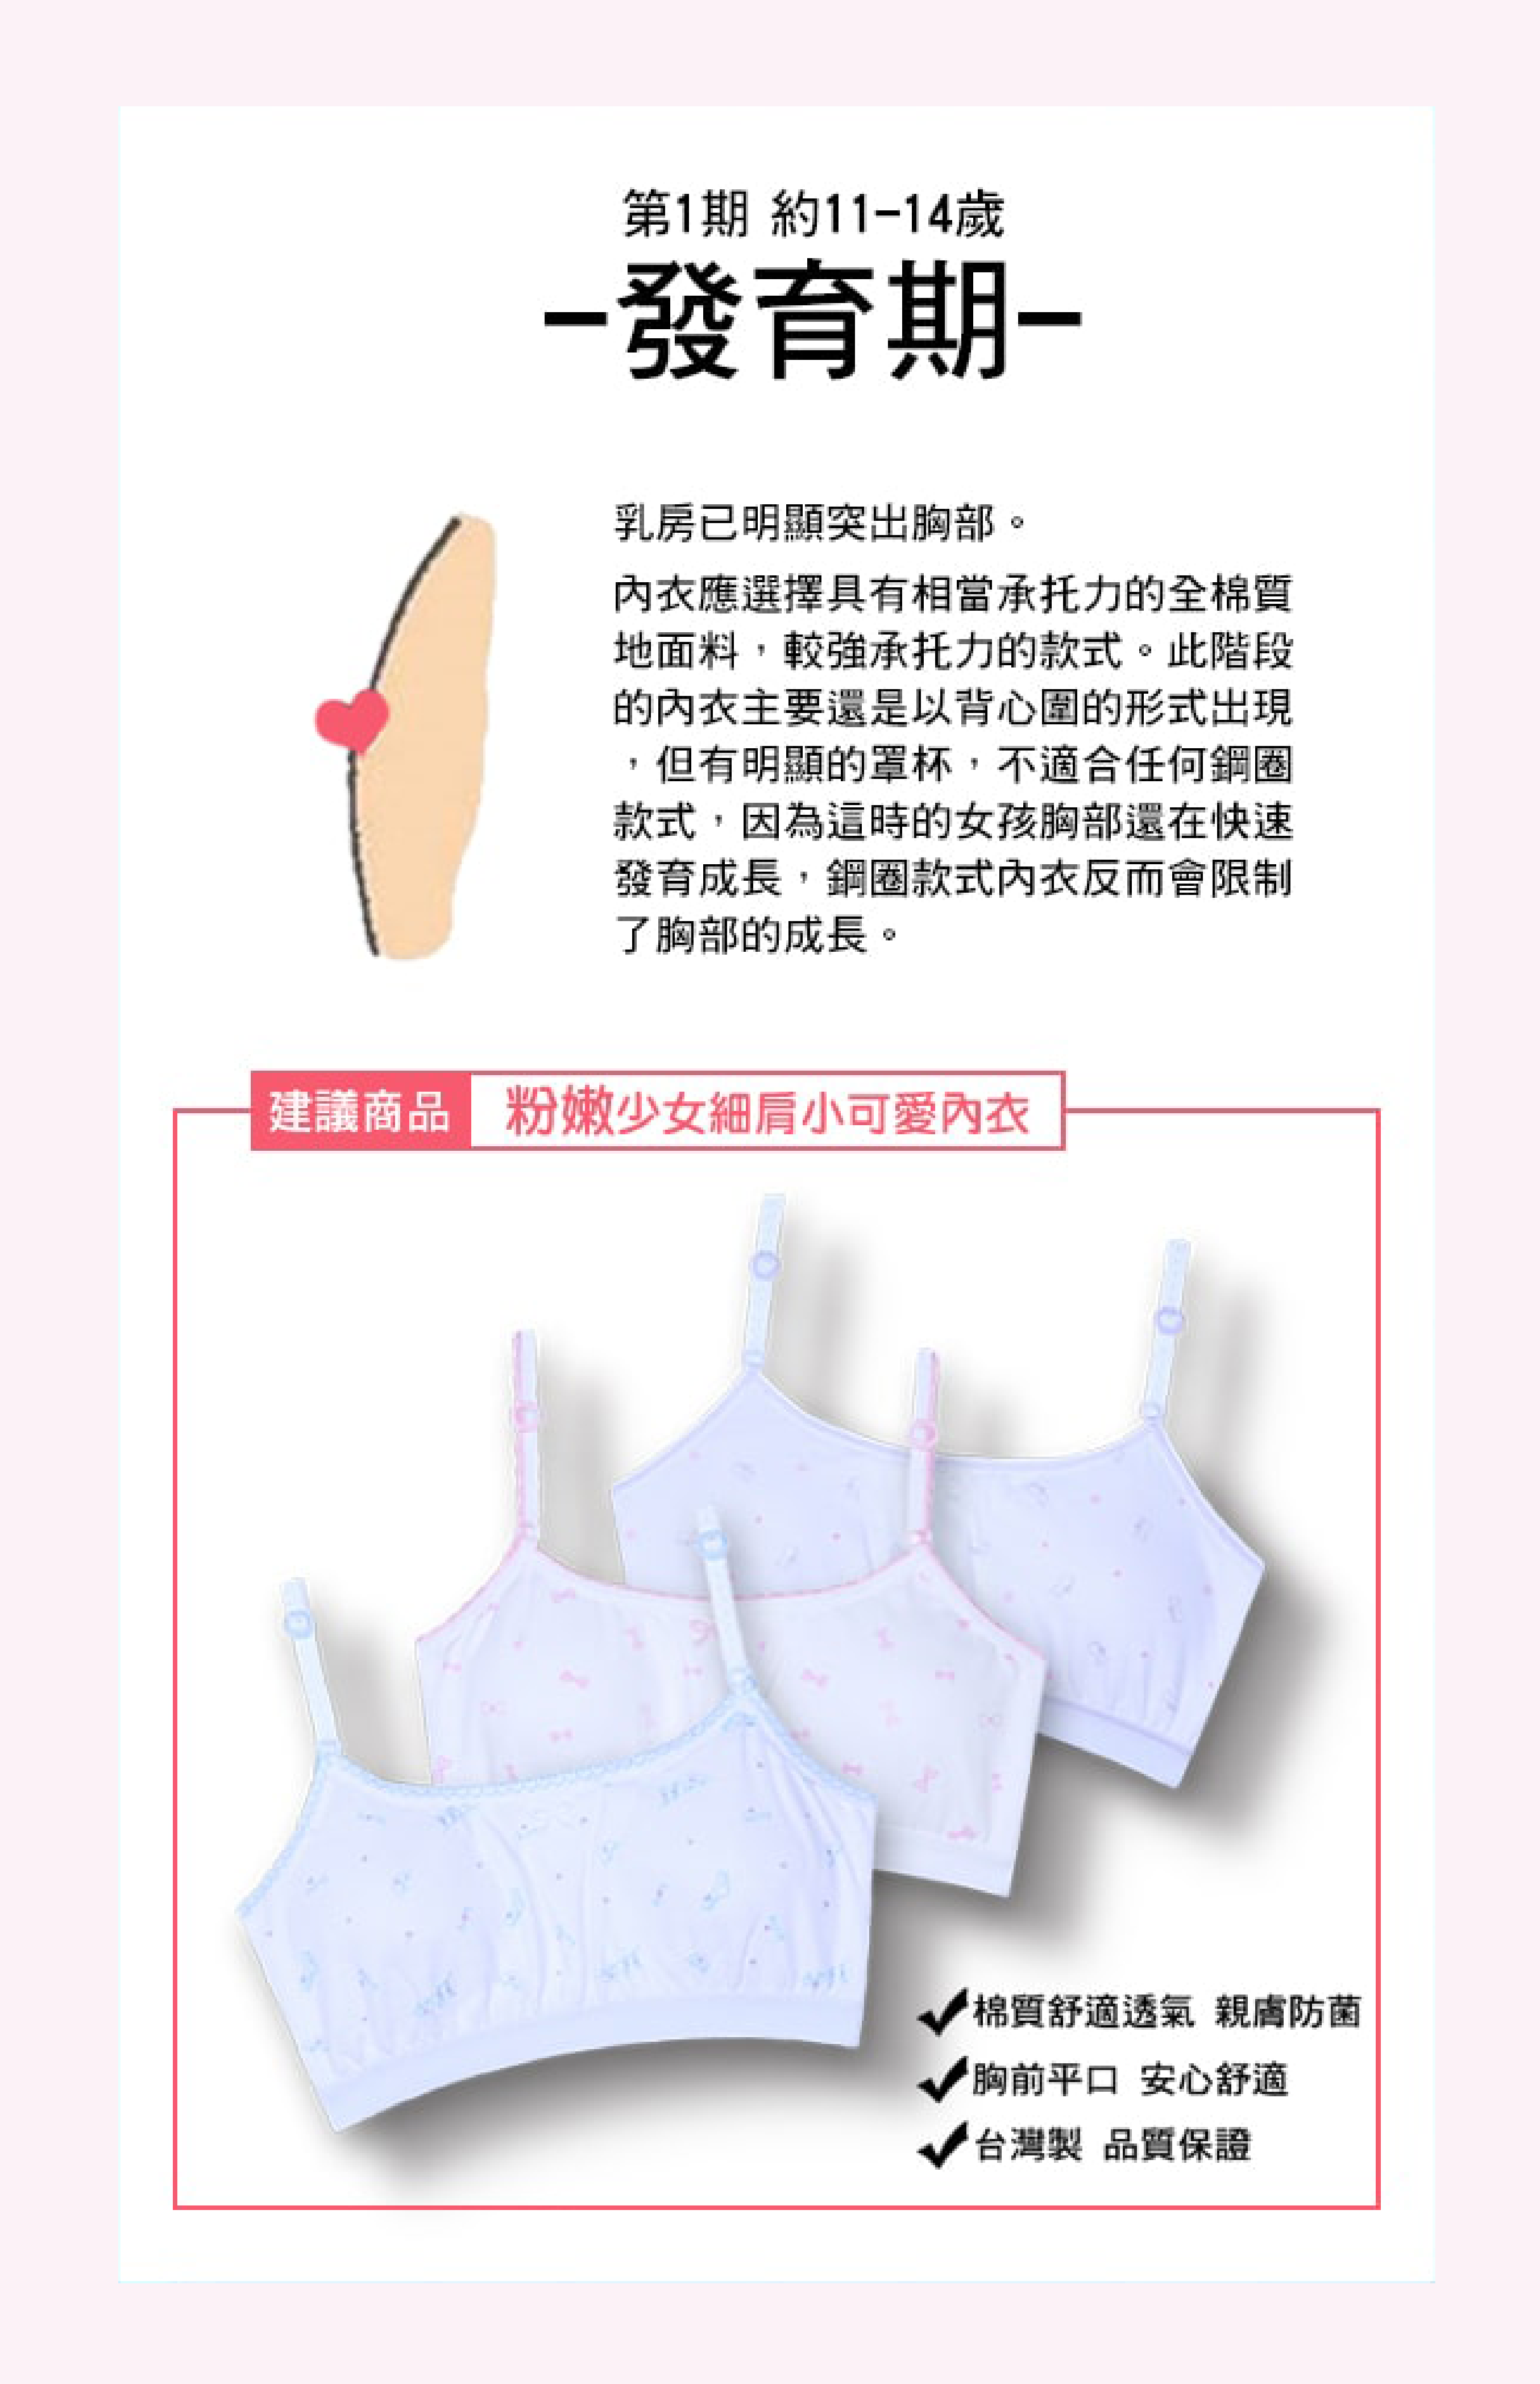 第1期 約11-14歲
-發育期-
乳房已明顯突出胸部。
內衣應選擇具有相當承托力的全棉質
地面料，較強承托力的款式。此階段
的內衣主要還是以背心圍的形式出現
，但有明顯的罩杯，不適合任何鋼圈
款式，因為這時的女孩胸部還在快速
發育成長，鋼圈款式內衣反而會限制
了胸部的成長。
建議商品 粉嫩少女細肩小可愛內衣
棉質舒適透氣 親膚防菌
胸前平口 安心舒適
台灣製 品質保證